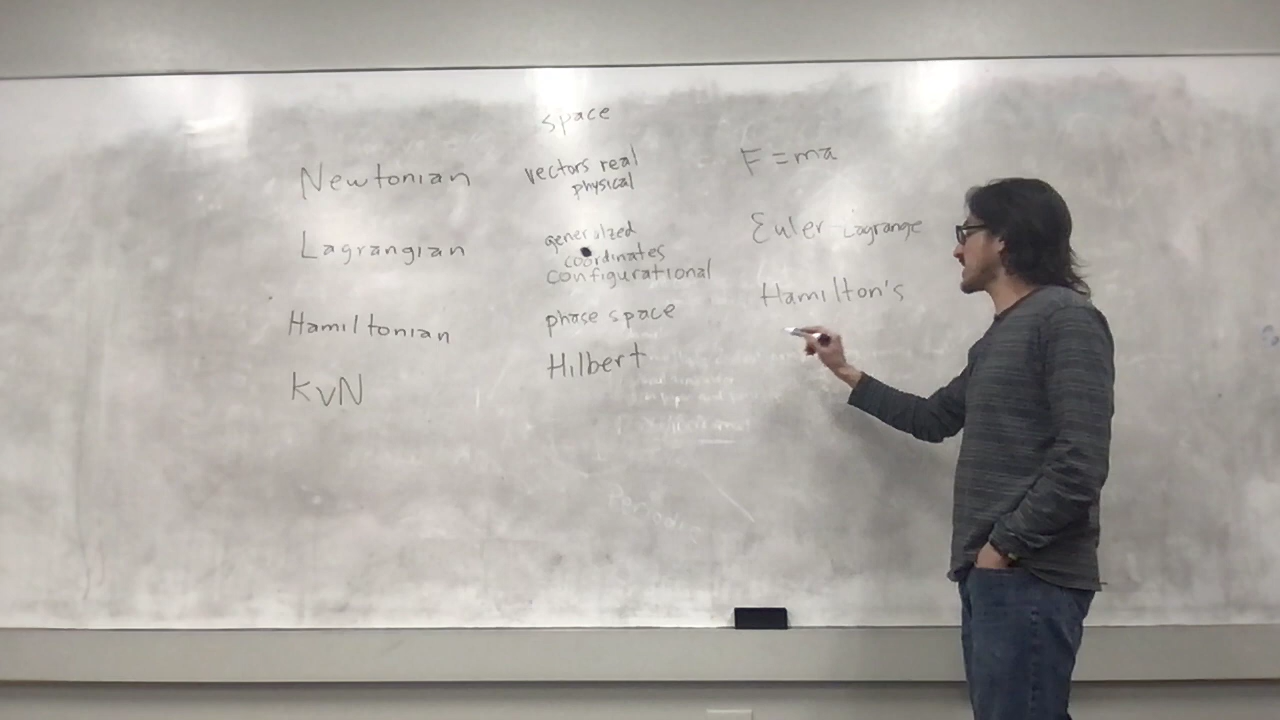 space
Newtonian
vectors real
physical
F = ma
Lagrangian
generalized
coordinates
configurational
Euler-Lagrange
Hamiltonian
phase space
Hamilton's
KvN
Hilbert